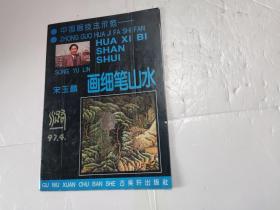 中国画技法示范——
ZHONG GUO HUA JI FA SHI FAN
HUA XI BI
SHAN
SHUI
SONG YU LIN
宋玉麟
画细笔山水
97.4.
GU WU XUAN CHU BAN SHE 古吴轩出版社